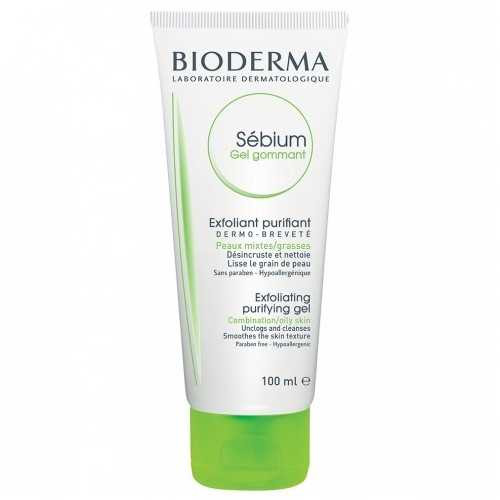 BIODERMA
LABORATOIRE DERMATOLOGIQUE
Sébium
Gel gommant
Exfoliant purifiant
DERMO-BREVETÉ
Peaux mixtes/grasses
Désincruste et nettoie
Lisse le grain de peau
Sans paraben - Hypoallergénique
Exfoliating
purifying gel
Combination/oily skin
Unclogs and cleanses
Smoothes the skin texture
Paraben free - Hypoallergenic
100 ml ℮